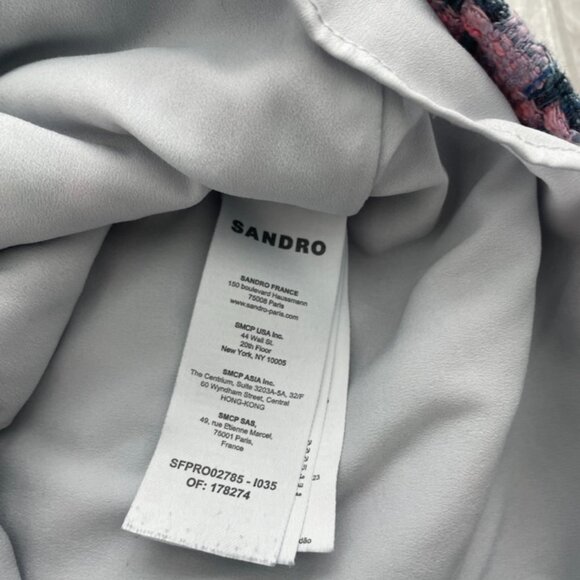 SANDRO
SANDRO FRANCE
150 boulevard Haussmann
75008 Paris
www.sandro-paris.com
SMCP USA Inc.
44 Wall St.
20th Floor
New York, NY 10005
SMCP ASIA Inc.
The Centrium, Suite 3203A-5A, 32/F
60 Wyndham Street, Central
HONG-KONG
SMCP SAS,
49, rue Etienne Marcel,
75001 Paris,
France
SFPRO02785 - I035
OF: 178274
23
dão